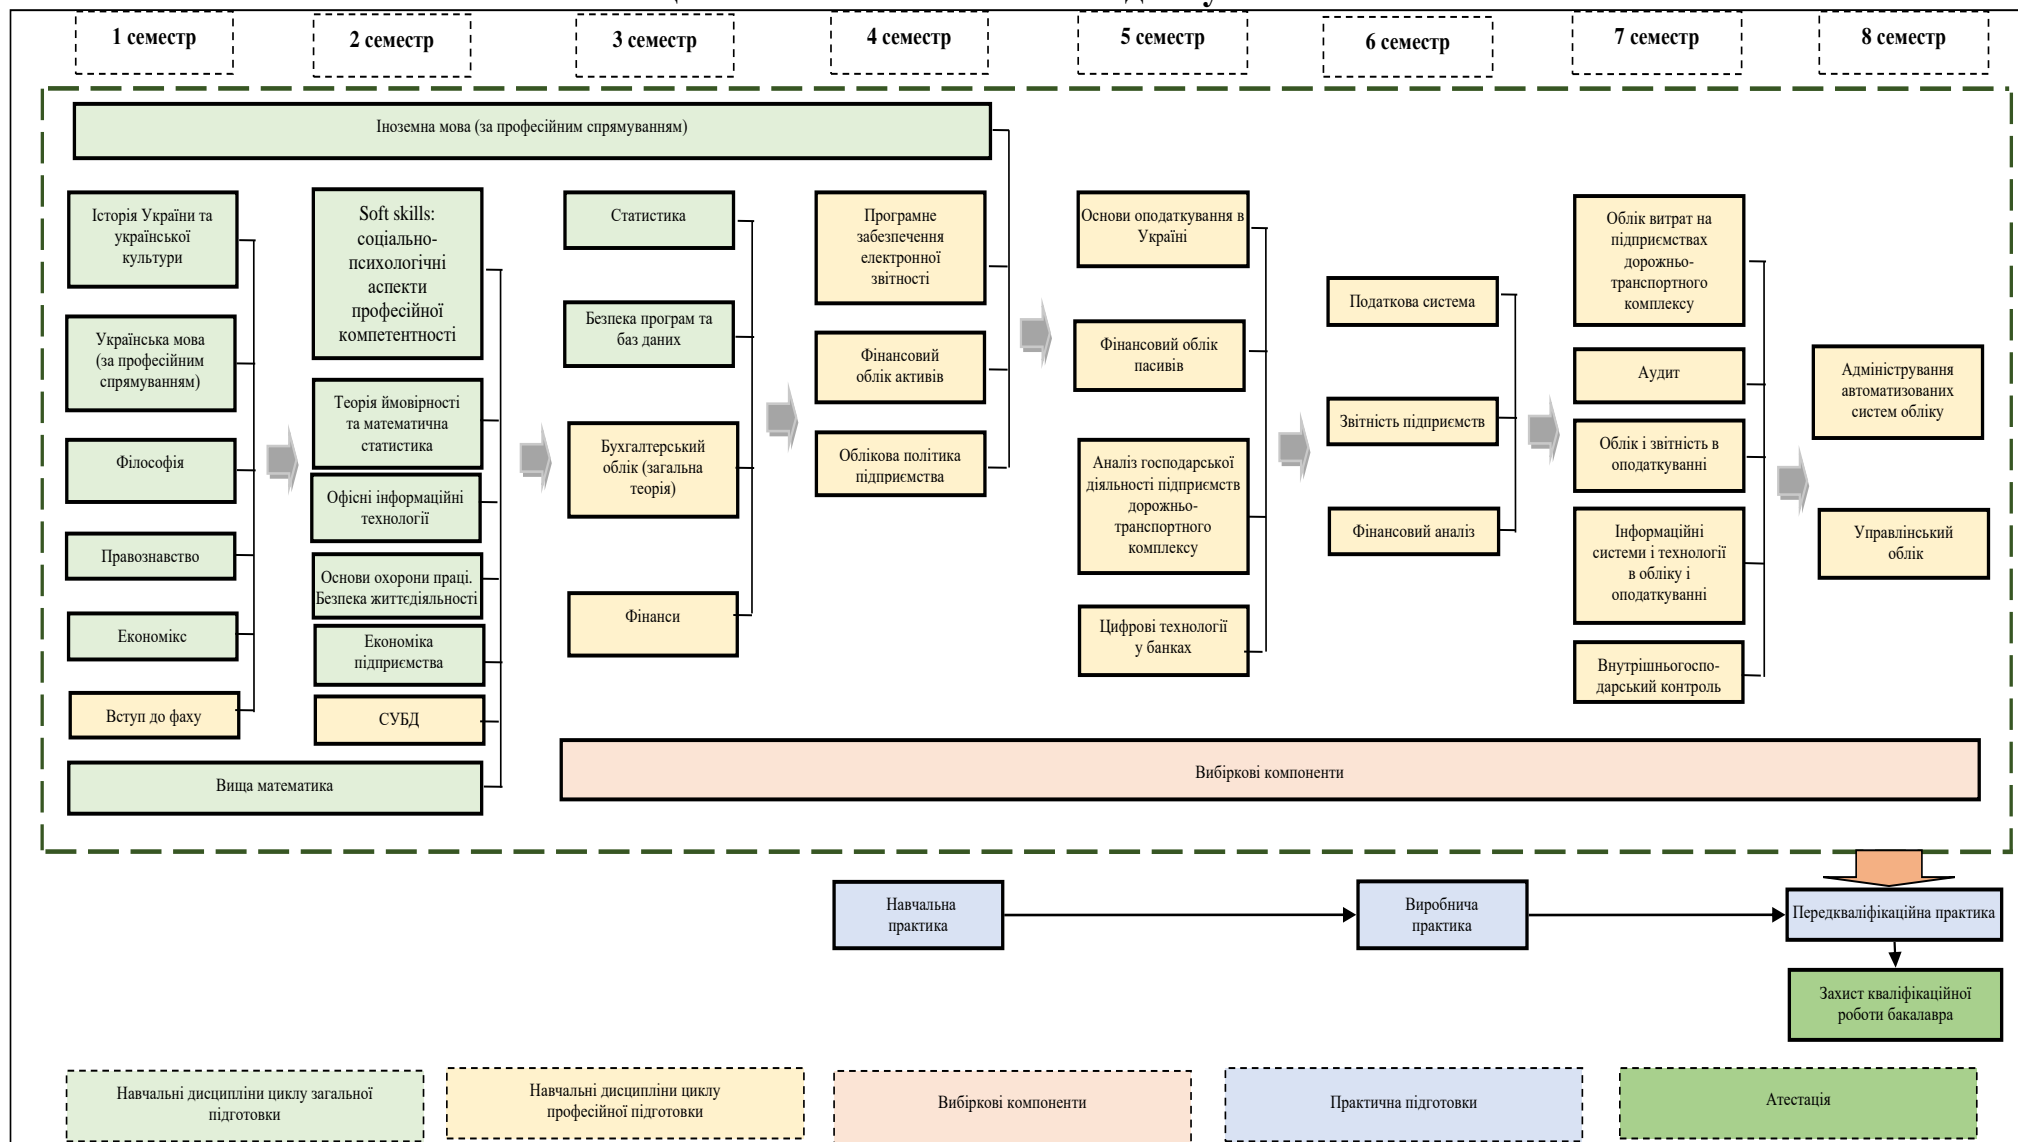 1 семестр
2 семестр
3 семестр
4 семестр
5 семестр
6 семестр
7 семестр
8 семестр
Іноземна мова (за професійним спрямуванням)
Історія України та
української
культури
Українська мова
(за професійним
спрямуванням)
Філософія
Правознавство
Економікс
Вступ до фаху
Вища математика
Soft skills:
соціально-
психологічні
аспекти
професійної
компетентності
Теорія ймовірності
та математична
статистика
Офісні інформаційні
технології
Основи охорони праці.
Безпека життєдіяльності
Економіка
підприємства
СУБД
Статистика
Безпека програм та
баз даних
Бухгалтерський
облік (загальна
теорія)
Фінанси
Програмне
забезпечення
електронної
звітності
Фінансовий
облік активів
Облікова політика
підприємства
Основи оподаткування в
Україні
Фінансовий облік
пасивів
Аналіз господарської
діяльності підприємств
дорожньо-
транспортного
комплексу
Цифрові технології
у банках
Податкова система
Звітність підприємств
Фінансовий аналіз
Облік витрат на
підприємствах
дорожньо-
транспортного
комплексу
Аудит
Облік і звітність в
оподаткуванні
Інформаційні
системи і технології
в обліку і
оподаткуванні
Внутрішньогоспо-
дарський контроль
Адміністрування
автоматизованих
систем обліку
Управлінський
облік
Вибіркові компоненти
Навчальна
практика
Виробнича
практика
Передкваліфікаційна практика
Захист кваліфікаційної
роботи бакалавра
Навчальні дисципліни циклу загальної
підготовки
Навчальні дисципліни циклу
професійної підготовки
Вибіркові компоненти
Практична підготовки
Атестація